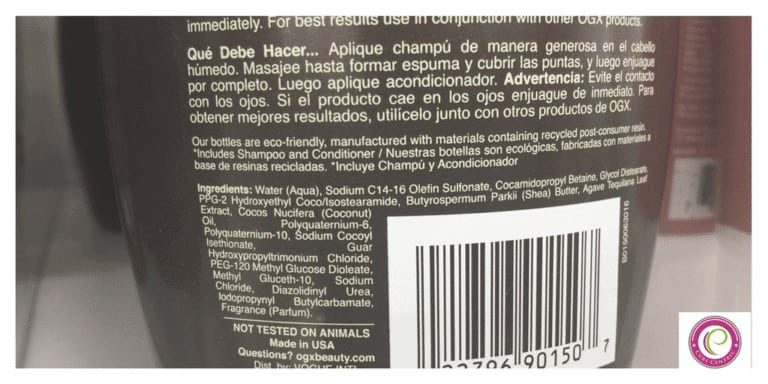 immediately. For best results use in conjunction with other OGX products.
Qué Debe Hacer... Aplique champú de manera generosa en el cabello
húmedo. Masajee hasta formar espuma y cubrir las puntas, y luego enjuague
por completo. Luego aplique acondicionador. Advertencia: Evite el contacto
con los ojos. Si el producto cae en los ojos enjuague de inmediato. Para
obtener mejores resultados, utilícelo junto con otros productos de OGX.
Our bottles are eco-friendly, manufactured with materials containing recycled post-consumer resin.
*Includes Shampoo and Conditioner / Nuestras botellas son ecológicas, fabricadas con materiales a
base de resinas recicladas. *Incluye Champú y Acondicionador
Ingredients: Water (Aqua), Sodium C14-16 Olefin Sulfonate, Cocamidopropyl Betaine, Glycol Distearate,
PPG-2 Hydroxyethyl Coco/Isostearamide, Butyrospermum Parkii (Shea) Butter, Agave Tequilana Leaf
Extract, Cocos Nucifera (Coconut)
Oil, Polyquaternium-6,
Polyquaternium-10, Sodium Cocoyl
Isethionate, Guar
Hydroxypropyltrimonium Chloride,
PEG-120 Methyl Glucose Dioleate,
Methyl Gluceth-10, Sodium
Chloride, Diazolidinyl Urea,
Iodopropynyl Butylcarbamate,
Fragrance (Parfum).
NOT TESTED ON ANIMALS
Made in USA
Questions? ogxbeauty.com
Dist. by: VOGUE INTL
B0150063016
22796 90150 7
CURLCENTRIC